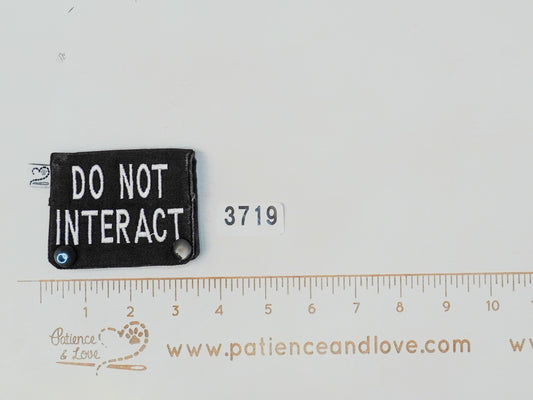 DO NOT
INTERACT
3719
1 2 3 4 5 6 7 8 9 10
Patience
& Love
www.patienceandlove.com